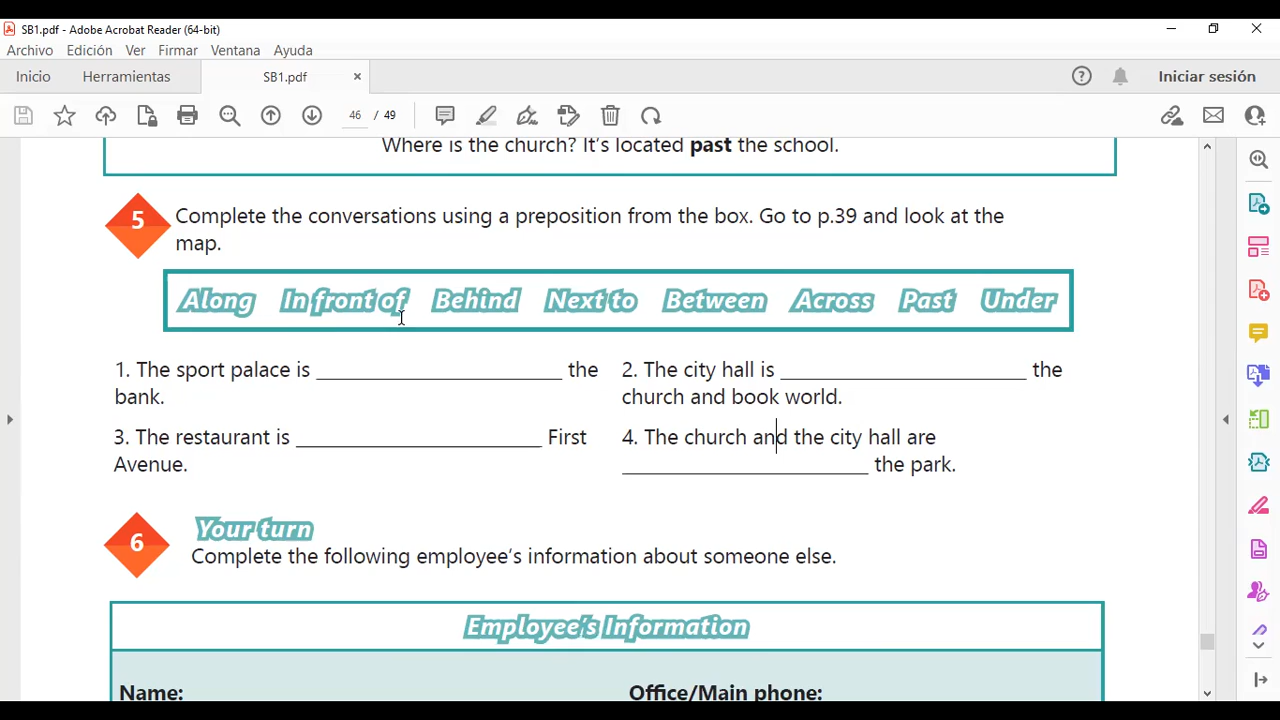 SB1.pdf - Adobe Acrobat Reader (64-bit)
Archivo Edición Ver Firmar Ventana Ayuda
Inicio Herramientas SB1.pdf × Iniciar sesión
46 / 49
Where is the church? It's located past the school.
5 Complete the conversations using a preposition from the box. Go to p.39 and look at the
map.
Along In front of Behind Next to Between Across Past Under
1. The sport palace is ______________________ the
bank.
2. The city hall is ______________________ the
church and book world.
3. The restaurant is ______________________ First
Avenue.
4. The church and the city hall are
______________________ the park.
6 Your turn
Complete the following employee's information about someone else.
Employee's Information
Name: Office/Main phone: